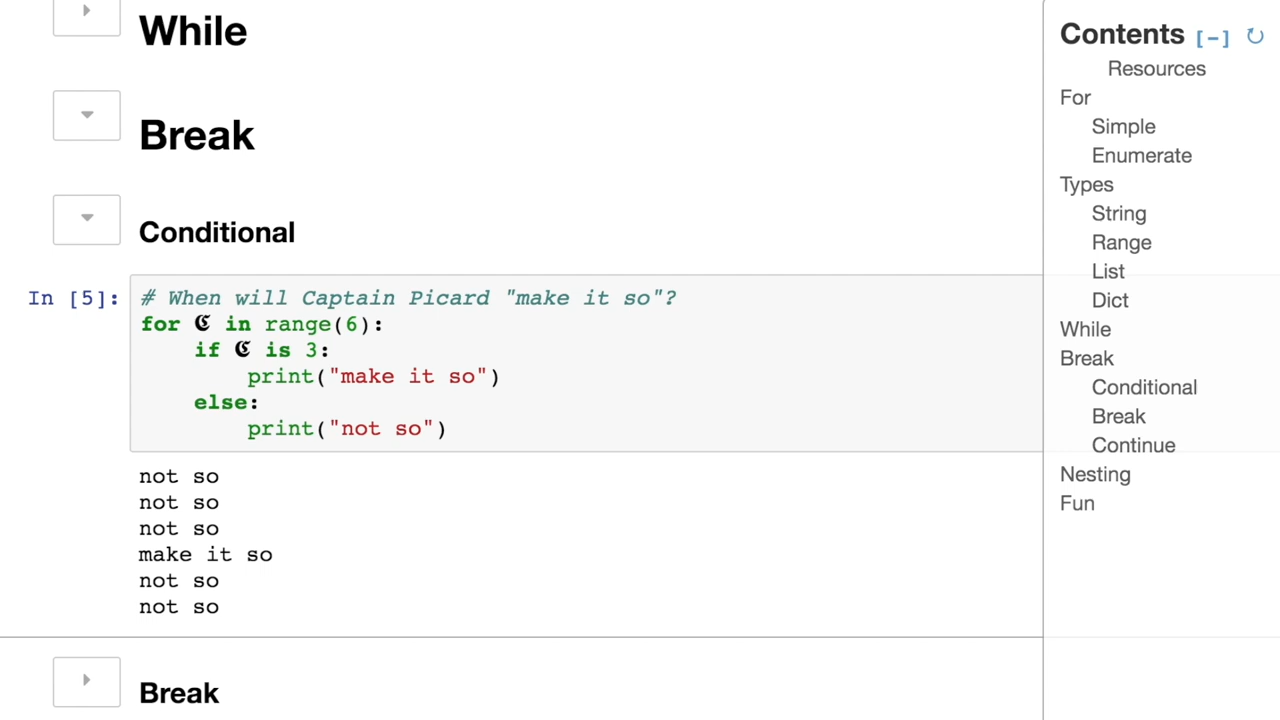 While
Break
Conditional
In [5]:
# When will Captain Picard "make it so"?
for 𝕮 in range(6):
    if 𝕮 is 3:
        print("make it so")
    else:
        print("not so")
not so
not so
not so
make it so
not so
not so
Break
Contents [-] ↻
Resources
For
Simple
Enumerate
Types
String
Range
List
Dict
While
Break
Conditional
Break
Continue
Nesting
Fun